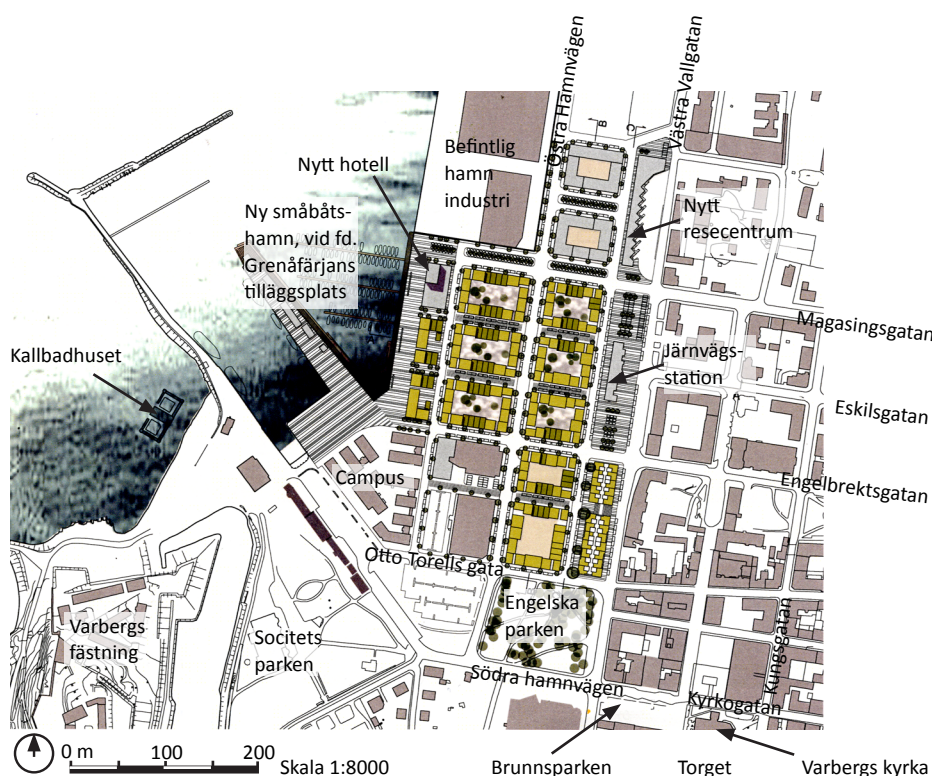 Östra Hamnvägen
Västra Vallgatan
B
C
Nytt hotell
Befintlig
hamn
industri
Ny småbåts-
hamn, vid fd.
Grenåfärjans
tilläggsplats
Nytt
resecentrum
Magasingsgatan
Kallbadhuset
Järnvägs-
station
Eskilsgatan
Campus
Engelbrektsgatan
Otto Torells gata
Engelska
parken
Varbergs
fästning
Socitets
parken
Södra hamnvägen
Kungsgatan
Kyrkogatan
0 m 100 200
Skala 1:8000
Brunnsparken
Torget
Varbergs kyrka